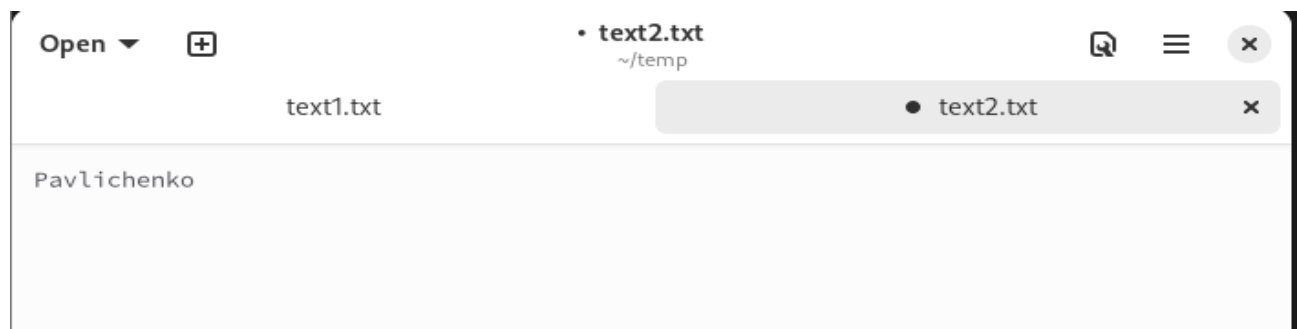 Open
• text2.txt
~/temp
text1.txt
• text2.txt
Pavlichenko